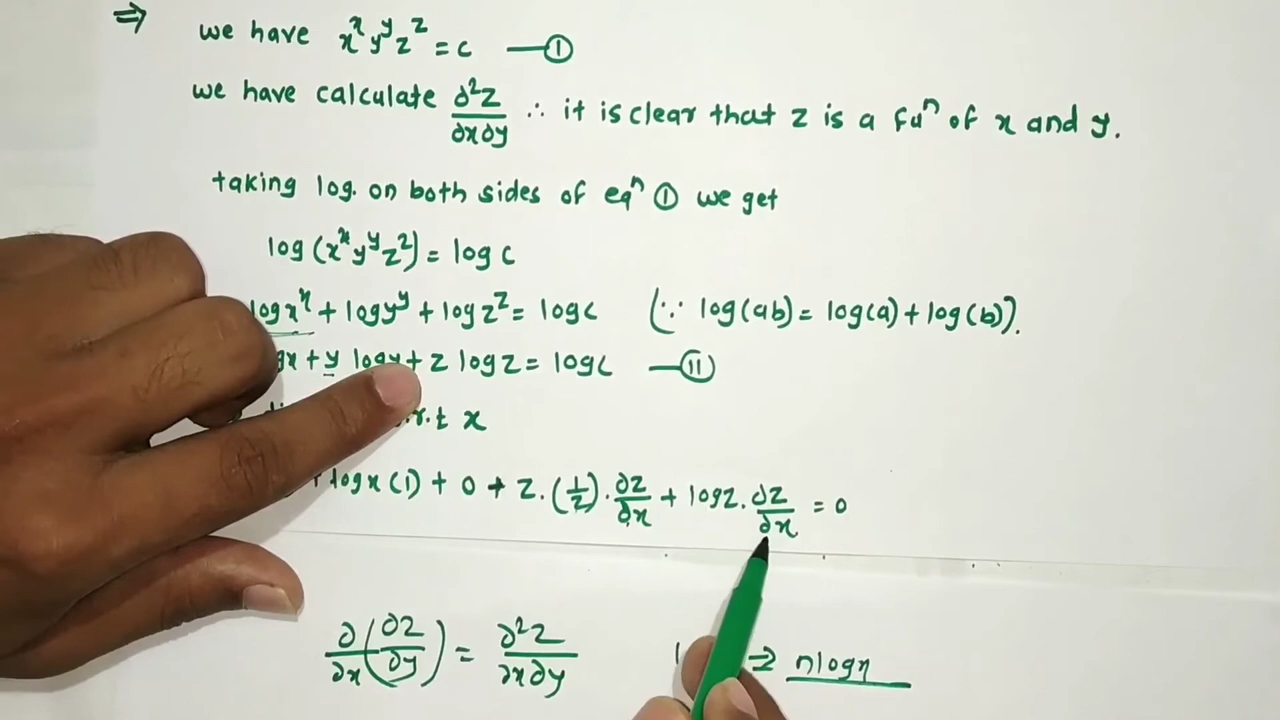 ⇒ we have x^x y^y z^z = c —①
we have calculate ∂²z/∂x∂y ∴ it is clear that z is a fuⁿ of x and y.
taking log. on both sides of eqⁿ ① we get
log (x^x y^y z^z) = log c
log x^x + log y^y + log z^z = log c (∵ log(ab) = log(a) + log(b)).
+ y log y + z log z = log c —⑪
w.r.t x
log x (1) + 0 + z · (1/z) · ∂z/∂x + log z · ∂z/∂x = 0
∂/∂x (∂z/∂y) = ∂²z/∂x∂y ⇒ n log n